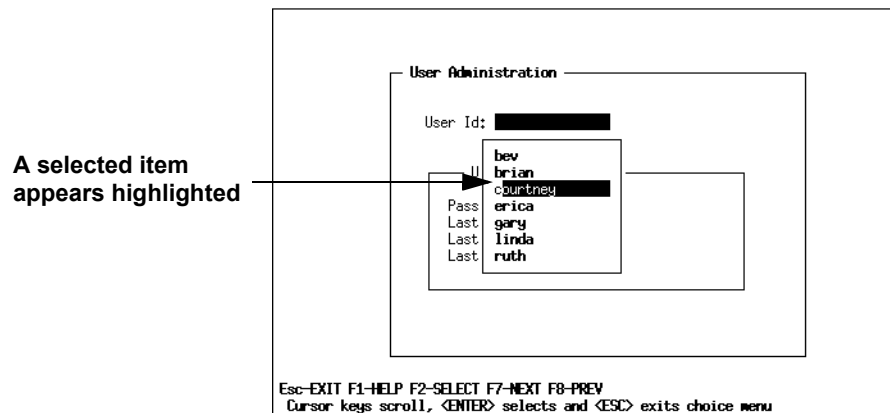 User Administration
User Id:
A selected item
appears highlighted
bev
U brian
courtney
Pass erica
Last gary
Last linda
Last ruth
Esc-EXIT F1-HELP F2-SELECT F7-NEXT F8-PREV
Cursor keys scroll, <ENTER> selects and <ESC> exits choice menu